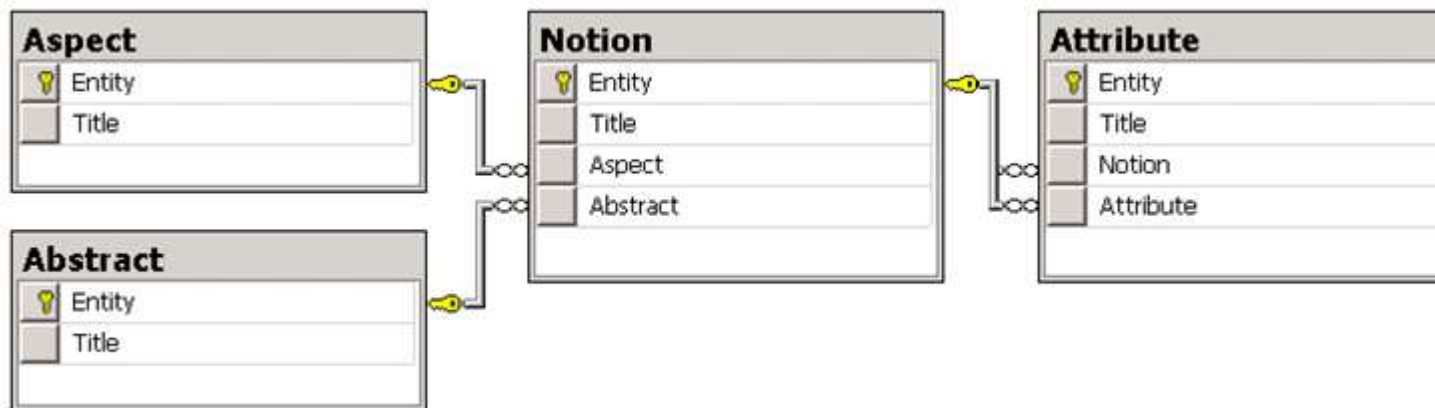 Aspect
Entity
Title
Abstract
Entity
Title
Notion
Entity
Title
Aspect
Abstract
Attribute
Entity
Title
Notion
Attribute